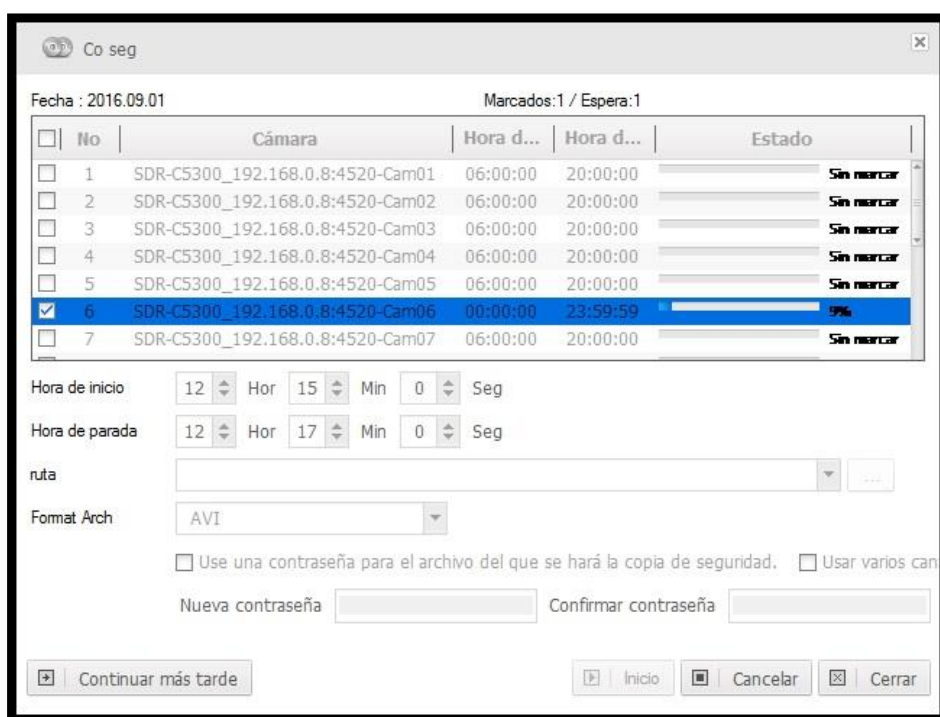 Co seg
Fecha : 2016.09.01 Marcados:1 / Espera:1
No Cámara Hora d... Hora d... Estado
1 SDR-C5300_192.168.0.8:4520-Cam01 06:00:00 20:00:00 Sin marcar
2 SDR-C5300_192.168.0.8:4520-Cam02 06:00:00 20:00:00 Sin marcar
3 SDR-C5300_192.168.0.8:4520-Cam03 06:00:00 20:00:00 Sin marcar
4 SDR-C5300_192.168.0.8:4520-Cam04 06:00:00 20:00:00 Sin marcar
5 SDR-C5300_192.168.0.8:4520-Cam05 06:00:00 20:00:00 Sin marcar
6 SDR-C5300_192.168.0.8:4520-Cam06 00:00:00 23:59:59 9%
7 SDR-C5300_192.168.0.8:4520-Cam07 06:00:00 20:00:00 Sin marcar
Hora de inicio 12 Hor 15 Min 0 Seg
Hora de parada 12 Hor 17 Min 0 Seg
ruta ...
Format Arch AVI
Use una contraseña para el archivo del que se hará la copia de seguridad. Usar varios can
Nueva contraseña Confirmar contraseña
Continuar más tarde Inicio Cancelar Cerrar